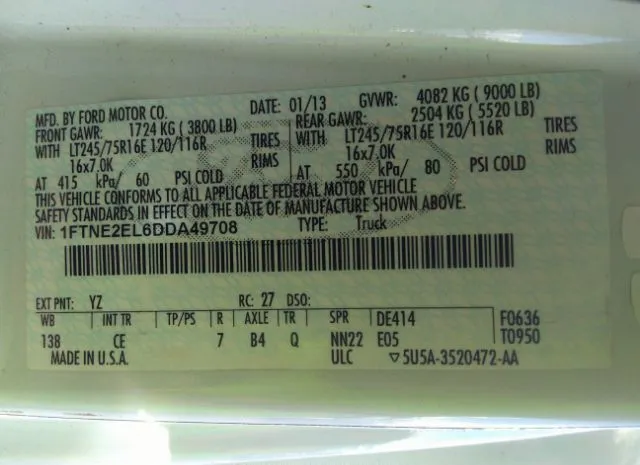 MFD. BY FORD MOTOR CO. DATE: 01/13 GVWR: 4082 KG ( 9000 LB)
FRONT GAWR: 1724 KG ( 3800 LB) REAR GAWR: 2504 KG ( 5520 LB)
WITH LT245/75R16E 120/116R TIRES WITH LT245/75R16E 120/116R TIRES
16x7.0K RIMS 16x7.0K RIMS
AT 415 kPa/ 60 PSI COLD AT 550 kPa/ 80 PSI COLD
THIS VEHICLE CONFORMS TO ALL APPLICABLE FEDERAL MOTOR VEHICLE
SAFETY STANDARDS IN EFFECT ON THE DATE OF MANUFACTURE SHOWN ABOVE.
VIN: 1FTNE2EL6DDA49708 TYPE: Truck
EXT PNT: YZ RC: 27 DSO:
WB INT TR TP/PS R AXLE TR SPR DE414 F0636
138 CE 7 B4 Q NN22 E05 T0950
MADE IN U.S.A. ULC ▽5U5A-3520472-AA